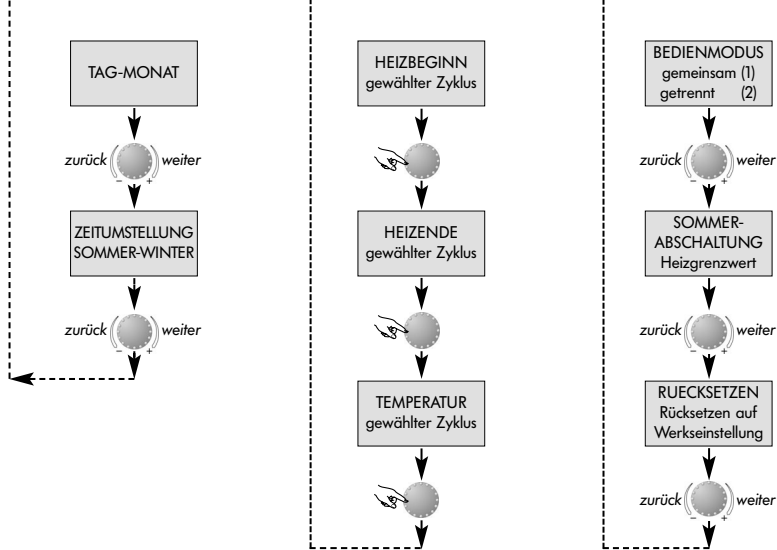 TAG-MONAT
zurück
weiter
–
+
ZEITUMSTELLUNG
SOMMER-WINTER
zurück
weiter
–
+
HEIZBEGINN
gewählter Zyklus
HEIZENDE
gewählter Zyklus
TEMPERATUR
gewählter Zyklus
BEDIENMODUS
gemeinsam (1)
getrennt (2)
zurück
weiter
–
+
SOMMER-
ABSCHALTUNG
Heizgrenzwert
zurück
weiter
–
+
RUECKSETZEN
Rücksetzen auf
Werkseinstellung
zurück
weiter
–
+